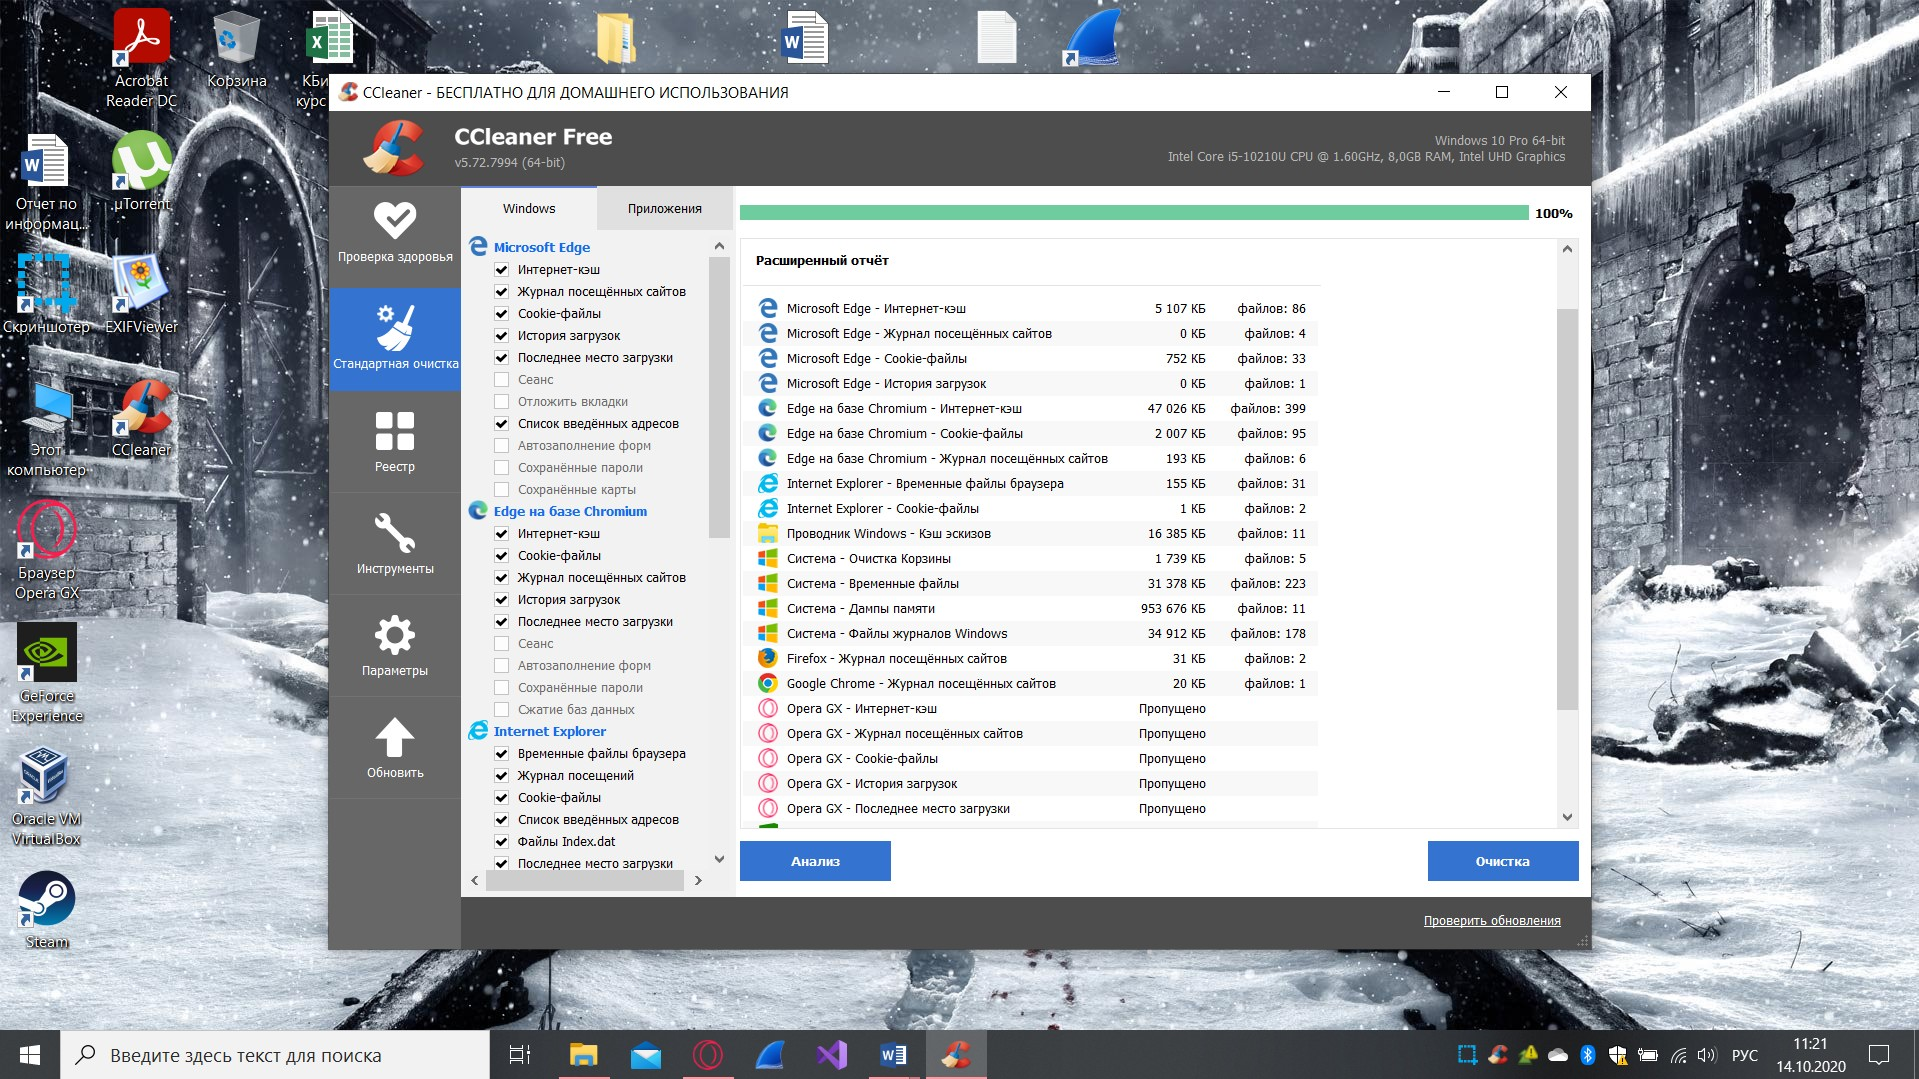 Acrobat
Reader DC
Корзина
КБи
курс
Отчет по
информац...
µTorrent
Скриншотер
EXIFViewer
Этот
компьютер
CCleaner
Браузер
Opera GX
GeForce
Experience
Oracle VM
VirtualBox
Steam
CCleaner - БЕСПЛАТНО ДЛЯ ДОМАШНЕГО ИСПОЛЬЗОВАНИЯ
CCleaner Free
v5.72.7994 (64-bit)
Windows 10 Pro 64-bit
Intel Core i5-10210U CPU @ 1.60GHz, 8,0GB RAM, Intel UHD Graphics
Проверка здоровья
Стандартная очистка
Реестр
Инструменты
Параметры
Обновить
Windows
Приложения
Microsoft Edge
Интернет-кэш
Журнал посещённых сайтов
Cookie-файлы
История загрузок
Последнее место загрузки
Сеанс
Отложить вкладки
Список введённых адресов
Автозаполнение форм
Сохранённые пароли
Сохранённые карты
Edge на базе Chromium
Интернет-кэш
Cookie-файлы
Журнал посещённых сайтов
История загрузок
Последнее место загрузки
Сеанс
Автозаполнение форм
Сохранённые пароли
Сжатие баз данных
Internet Explorer
Временные файлы браузера
Журнал посещений
Cookie-файлы
Список введённых адресов
Файлы Index.dat
Последнее место загрузки
100%
Расширенный отчёт
Microsoft Edge - Интернет-кэш 5 107 КБ файлов: 86
Microsoft Edge - Журнал посещённых сайтов 0 КБ файлов: 4
Microsoft Edge - Cookie-файлы 752 КБ файлов: 33
Microsoft Edge - История загрузок 0 КБ файлов: 1
Edge на базе Chromium - Интернет-кэш 47 026 КБ файлов: 399
Edge на базе Chromium - Cookie-файлы 2 007 КБ файлов: 95
Edge на базе Chromium - Журнал посещённых сайтов 193 КБ файлов: 6
Internet Explorer - Временные файлы браузера 155 КБ файлов: 31
Internet Explorer - Cookie-файлы 1 КБ файлов: 2
Проводник Windows - Кэш эскизов 16 385 КБ файлов: 11
Система - Очистка Корзины 1 739 КБ файлов: 5
Система - Временные файлы 31 378 КБ файлов: 223
Система - Дампы памяти 953 676 КБ файлов: 11
Система - Файлы журналов Windows 34 912 КБ файлов: 178
Firefox - Журнал посещённых сайтов 31 КБ файлов: 2
Google Chrome - Журнал посещённых сайтов 20 КБ файлов: 1
Opera GX - Интернет-кэш Пропущено
Opera GX - Журнал посещённых сайтов Пропущено
Opera GX - Cookie-файлы Пропущено
Opera GX - История загрузок Пропущено
Opera GX - Последнее место загрузки Пропущено
Анализ
Очистка
Проверить обновления
Введите здесь текст для поиска
РУС
11:21
14.10.2020